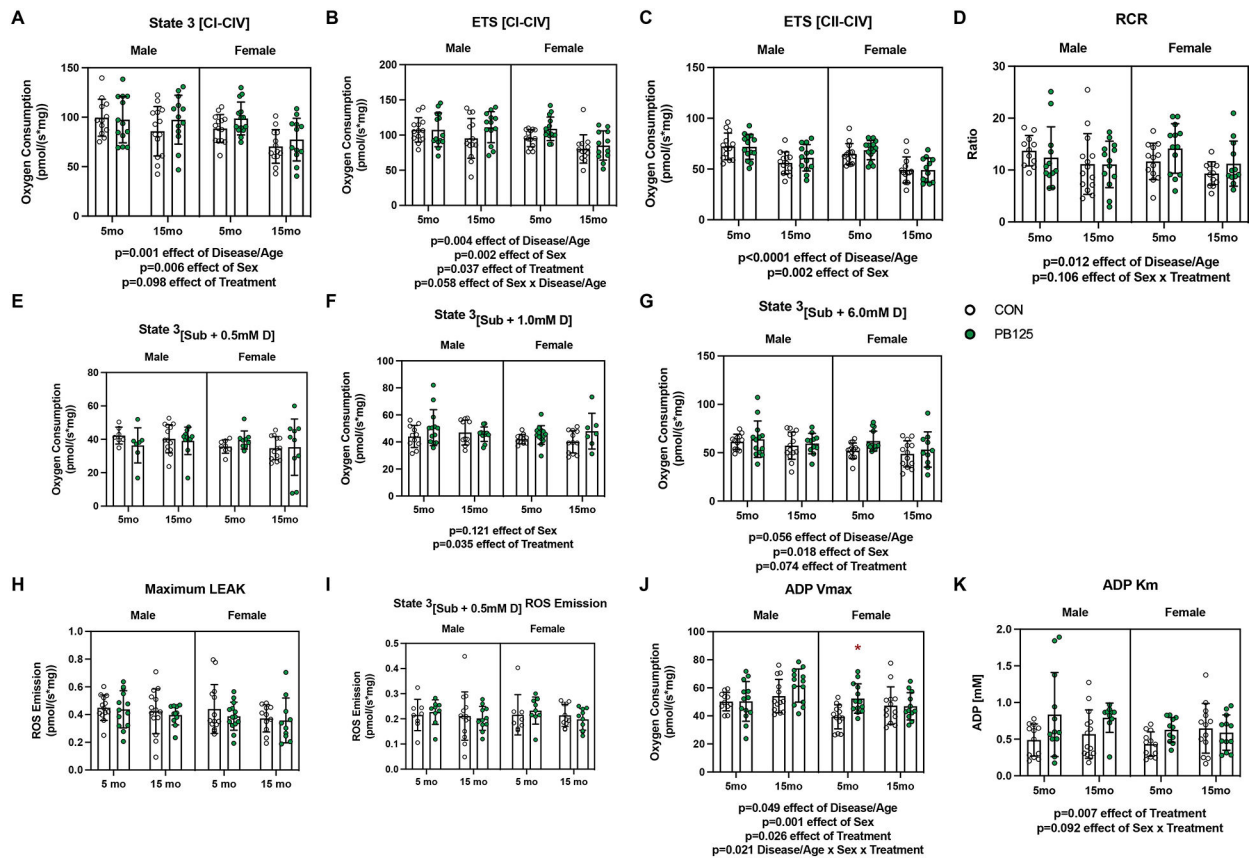 A
State 3 [CI-CIV]
Male
Female
Oxygen Consumption
(pmol/(s*mg))
150
100
50
0
5mo
15mo
5mo
15mo
p=0.001 effect of Disease/Age
p=0.006 effect of Sex
p=0.098 effect of Treatment
B
ETS [CI-CIV]
Male
Female
Oxygen Consumption
(pmol/(s*mg))
200
150
100
50
0
5mo
15mo
5mo
15mo
p=0.004 effect of Disease/Age
p=0.002 effect of Sex
p=0.037 effect of Treatment
p=0.058 effect of Sex x Disease/Age
C
ETS [CII-CIV]
Male
Female
Oxygen Consumption
(pmol/(s*mg))
150
100
50
0
5mo
15mo
5mo
15mo
p<0.0001 effect of Disease/Age
p=0.002 effect of Sex
D
RCR
Male
Female
Ratio
30
20
10
0
5mo
15mo
5mo
15mo
p=0.012 effect of Disease/Age
p=0.106 effect of Sex x Treatment
E
State 3[Sub + 0.5mM D]
Male
Female
Oxygen Consumption
(pmol/(s*mg))
80
60
40
20
0
5mo
15mo
5mo
15mo
F
State 3[Sub + 1.0mM D]
Male
Female
Oxygen Consumption
(pmol/(s*mg))
100
80
60
40
20
0
5mo
15mo
5mo
15mo
p=0.121 effect of Sex
p=0.035 effect of Treatment
G
State 3[Sub + 6.0mM D]
Male
Female
Oxygen Consumption
(pmol/(s*mg))
150
100
50
0
5mo
15mo
5mo
15mo
p=0.056 effect of Disease/Age
p=0.018 effect of Sex
p=0.074 effect of Treatment
CON
PB125
H
Maximum LEAK
Male
Female
ROS Emission
(pmol/(s*mg))
1.0
0.8
0.6
0.4
0.2
0.0
5 mo
15 mo
5 mo
15 mo
I
State 3[Sub + 0.5mM D] ROS Emission
Male
Female
ROS Emission
(pmol/(s*mg))
0.5
0.4
0.3
0.2
0.1
0.0
5 mo
15 mo
5 mo
15 mo
J
ADP Vmax
Male
Female
Oxygen Consumption
(pmol/(s*mg))
100
80
60
40
20
0
*
5mo
15mo
5mo
15mo
p=0.049 effect of Disease/Age
p=0.001 effect of Sex
p=0.026 effect of Treatment
p=0.021 Disease/Age x Sex x Treatment
K
ADP Km
Male
Female
ADP [mM]
2.0
1.5
1.0
0.5
0.0
5mo
15mo
5mo
15mo
p=0.007 effect of Treatment
p=0.092 effect of Sex x Treatment